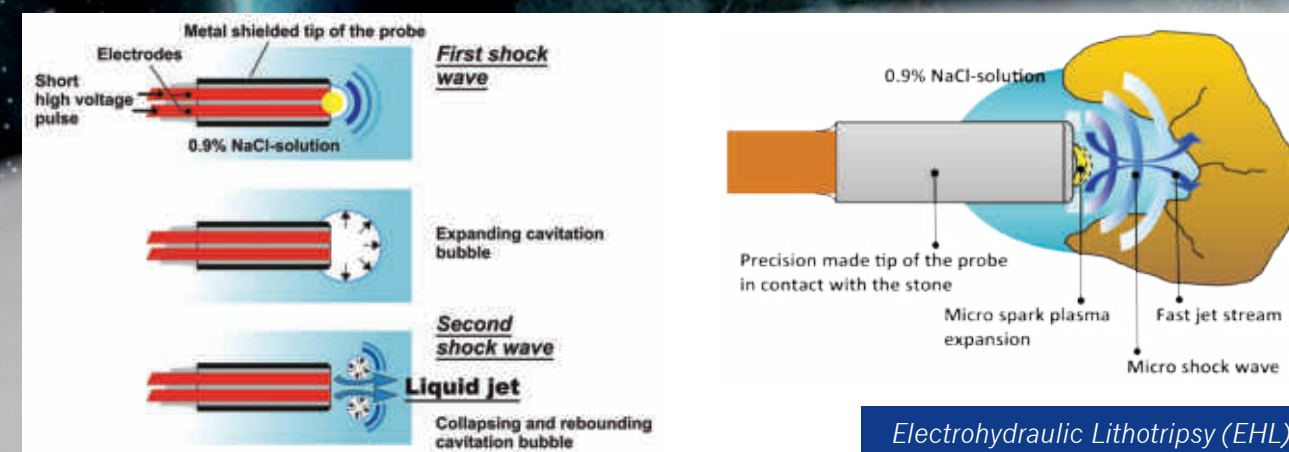 Metal shielded tip of the probe
Electrodes
Short
high voltage
pulse
0.9% NaCl-solution
First shock
wave
Expanding cavitation
bubble
Second
shock wave
Liquid jet
Collapsing and rebounding
cavitation bubble
0.9% NaCl-solution
Precision made tip of the probe
in contact with the stone
Micro spark plasma
expansion
Fast jet stream
Micro shock wave
Electrohydraulic Lithotripsy (EHL)